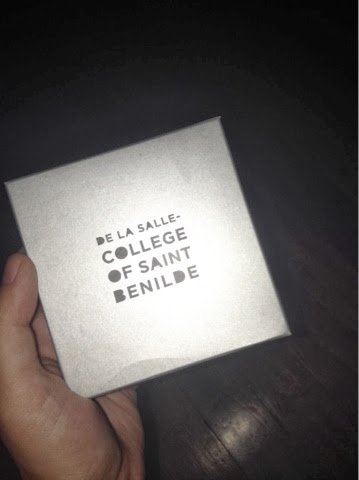 DE LA SALLE-
COLLEGE
OF SAINT
BENILDE